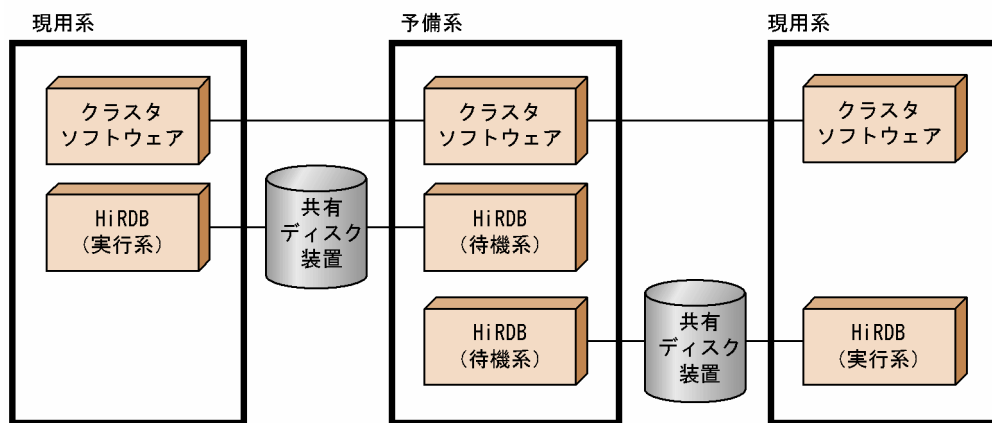 現用系
予備系
現用系
クラスタ
ソフトウェア
クラスタ
ソフトウェア
クラスタ
ソフトウェア
HiRDB
(実行系)
共有
ディスク
装置
HiRDB
(待機系)
HiRDB
(待機系)
共有
ディスク
装置
HiRDB
(実行系)